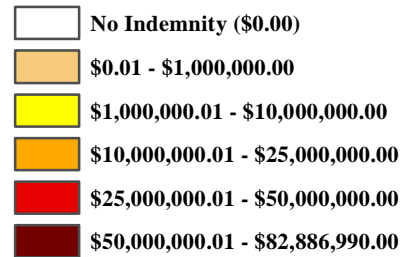 No Indemnity ($0.00)
$0.01 - $1,000,000.00
$1,000,000.01 - $10,000,000.00
$10,000,000.01 - $25,000,000.00
$25,000,000.01 - $50,000,000.00
$50,000,000.01 - $82,886,990.00